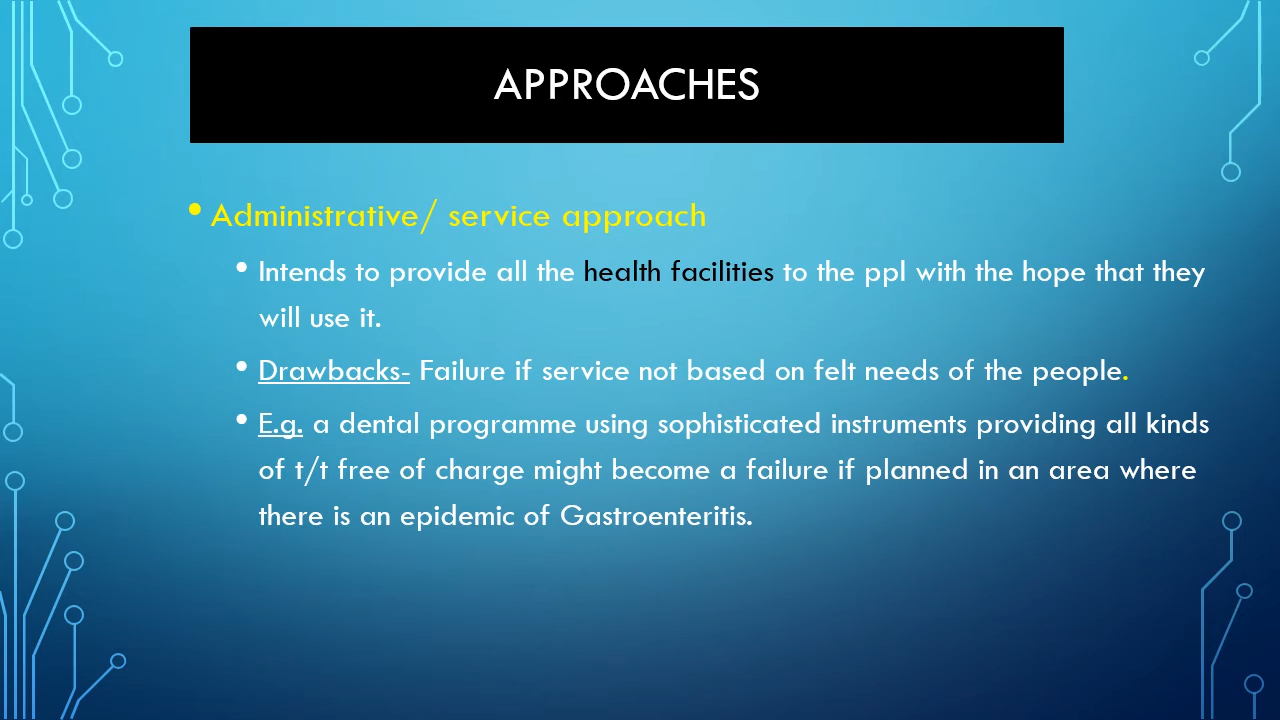 APPROACHES
• Administrative/ service approach
• Intends to provide all the health facilities to the ppl with the hope that they
will use it.
• Drawbacks- Failure if service not based on felt needs of the people.
• E.g. a dental programme using sophisticated instruments providing all kinds
of t/t free of charge might become a failure if planned in an area where
there is an epidemic of Gastroenteritis.